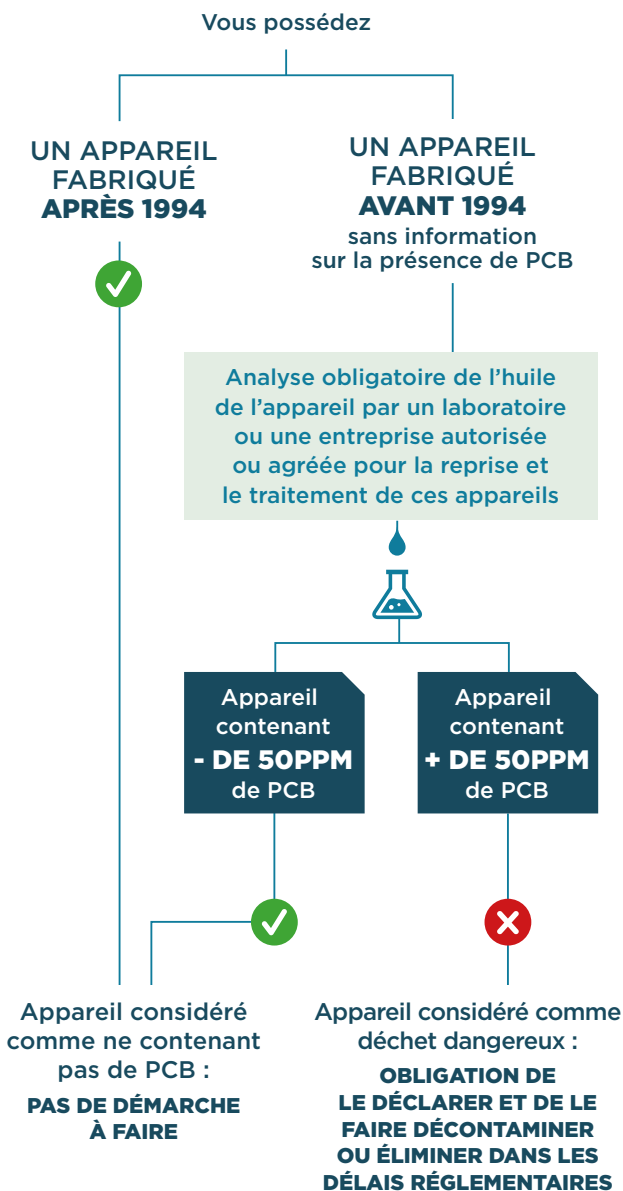 Vous possédez
UN APPAREIL
FABRIQUÉ
APRÈS 1994
UN APPAREIL
FABRIQUÉ
AVANT 1994
sans information
sur la présence de PCB
Analyse obligatoire de l’huile
de l’appareil par un laboratoire
ou une entreprise autorisée
ou agréée pour la reprise et
le traitement de ces appareils
Appareil
contenant
- DE 50PPM
de PCB
Appareil
contenant
+ DE 50PPM
de PCB
Appareil considéré
comme ne contenant
pas de PCB :
PAS DE DÉMARCHE
À FAIRE
Appareil considéré comme
déchet dangereux :
OBLIGATION DE
LE DÉCLARER ET DE LE
FAIRE DÉCONTAMINER
OU ÉLIMINER DANS LES
DÉLAIS RÉGLEMENTAIRES